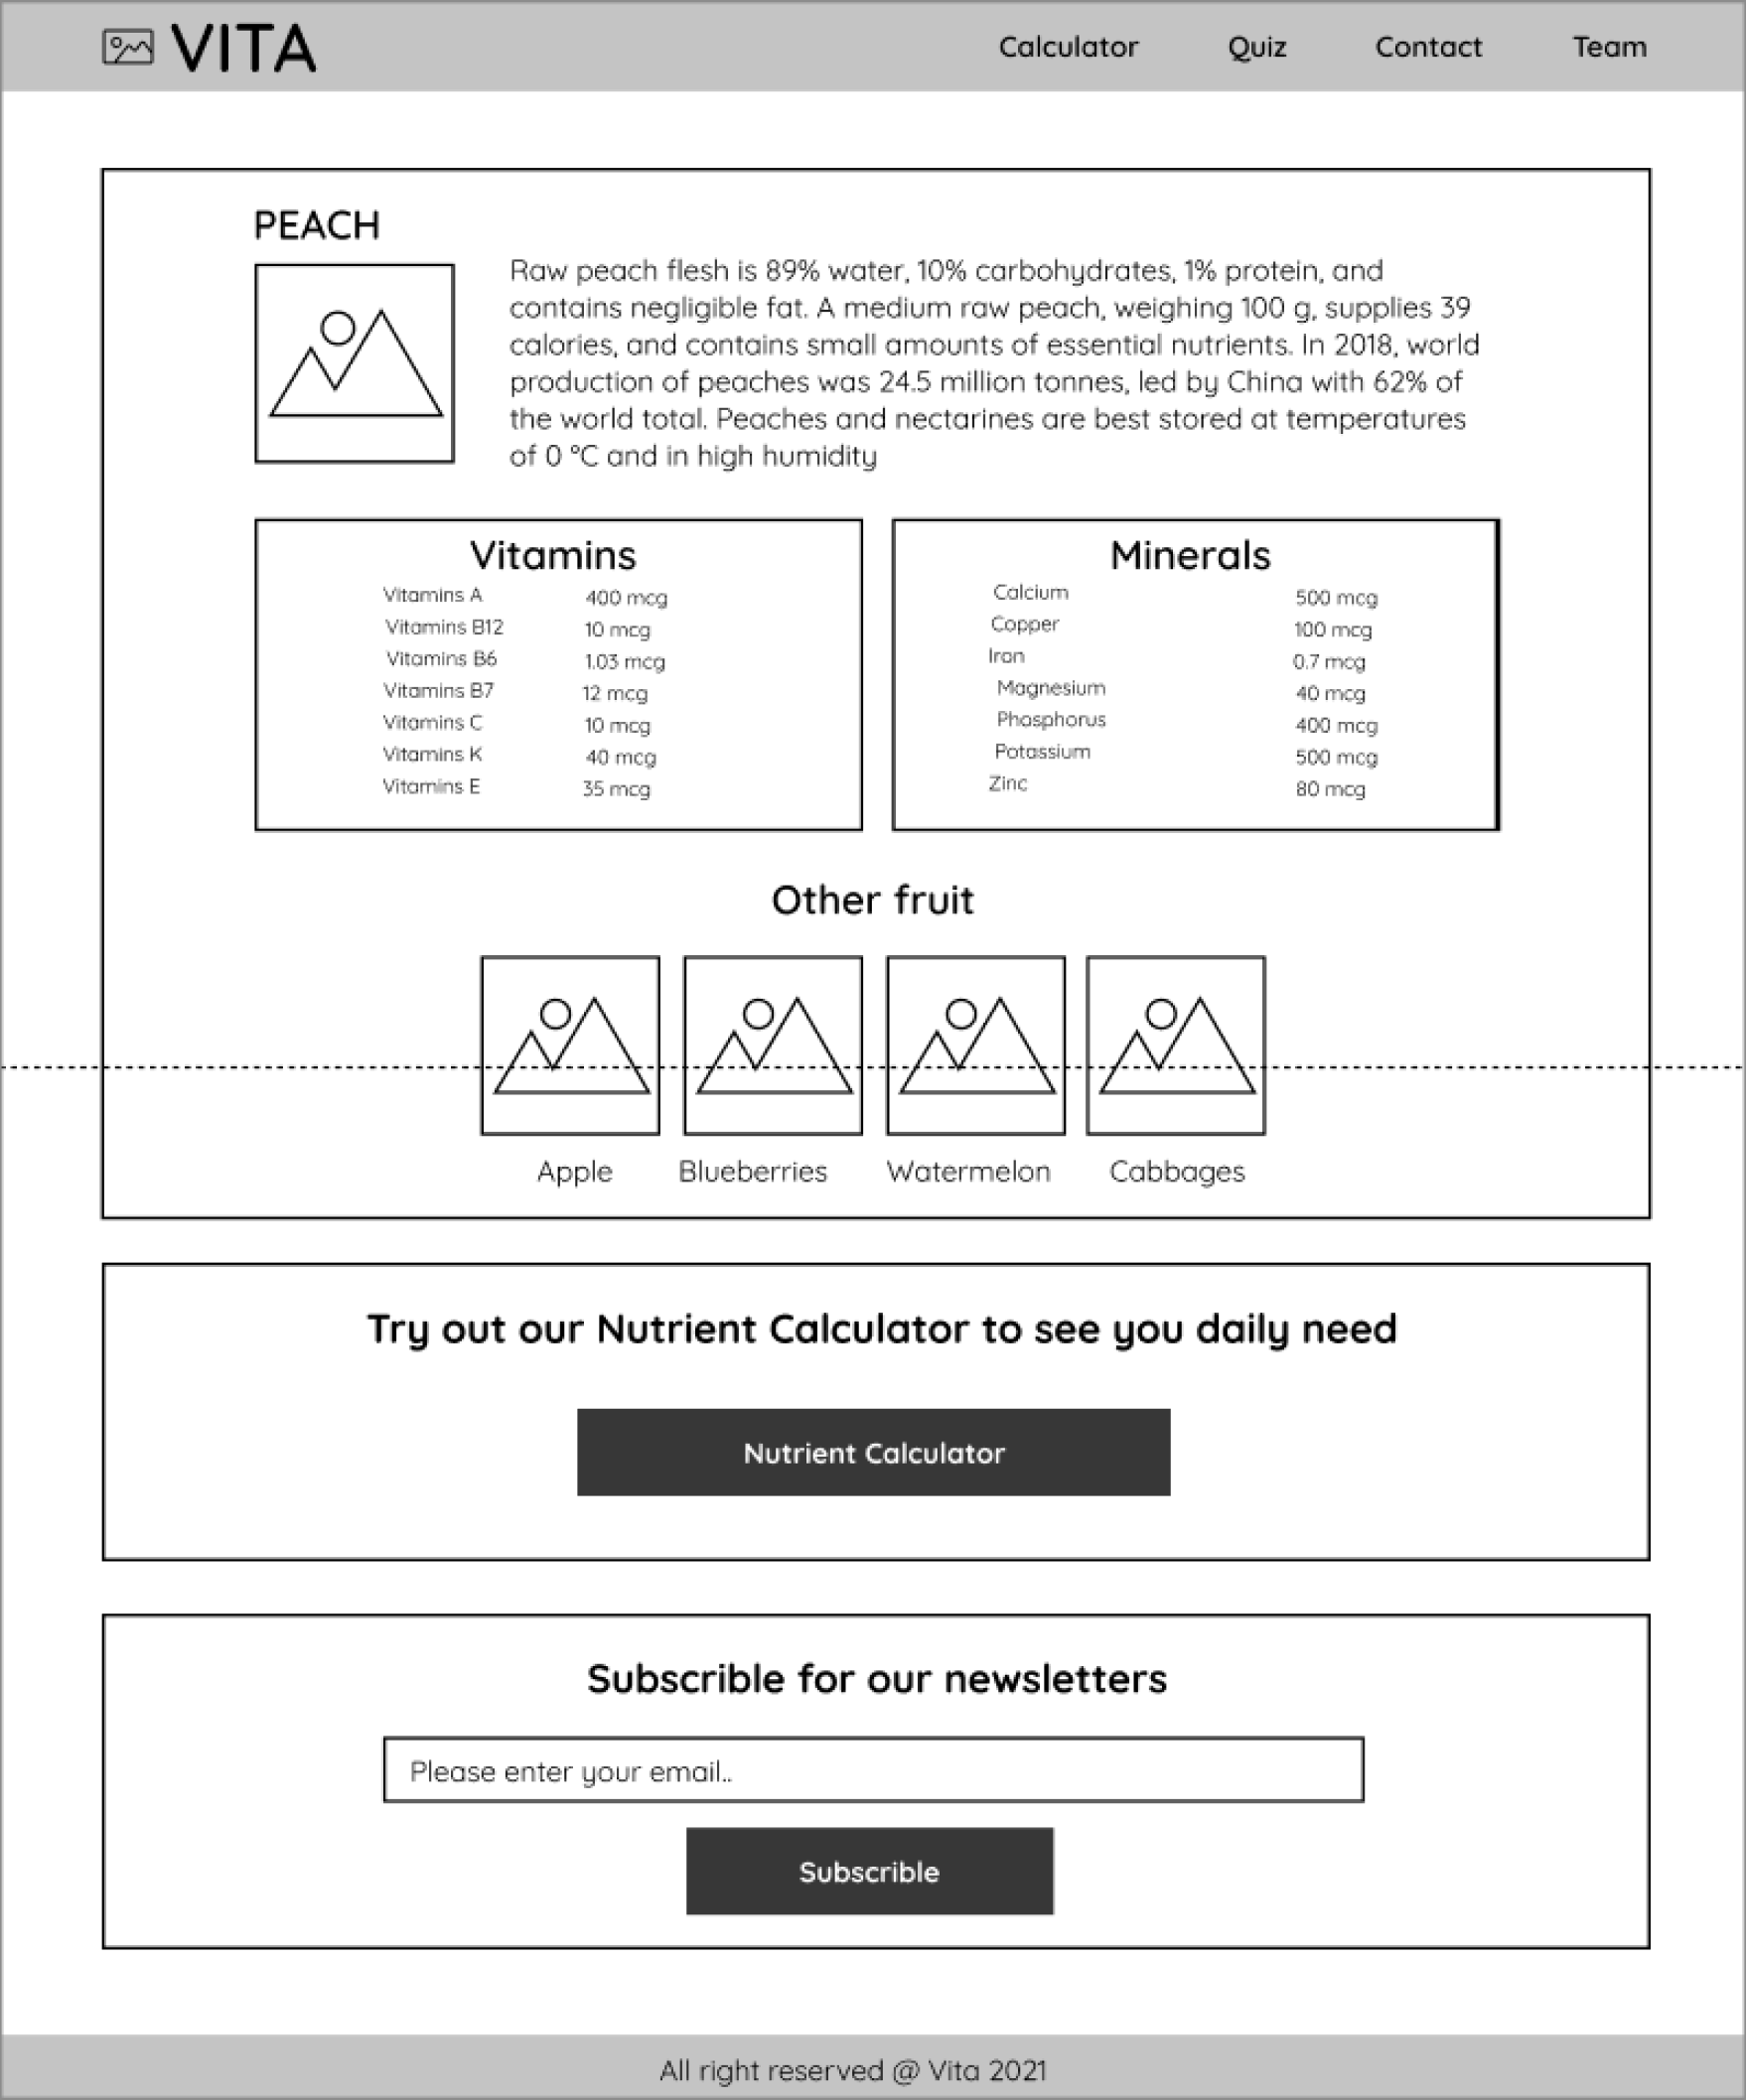 VITA
Calculator Quiz Contact Team
PEACH
Raw peach flesh is 89% water, 10% carbohydrates, 1% protein, and
contains negligible fat. A medium raw peach, weighing 100 g, supplies 39
calories, and contains small amounts of essential nutrients. In 2018, world
production of peaches was 24.5 million tonnes, led by China with 62% of
the world total. Peaches and nectarines are best stored at temperatures
of 0 °C and in high humidity
Vitamins
Vitamins A 400 mcg
Vitamins B12 10 mcg
Vitamins B6 1.03 mcg
Vitamins B7 12 mcg
Vitamins C 10 mcg
Vitamins K 40 mcg
Vitamins E 35 mcg
Minerals
Calcium 500 mcg
Copper 100 mcg
Iron 0.7 mcg
Magnesium 40 mcg
Phosphorus 400 mcg
Potassium 500 mcg
Zinc 80 mcg
Other fruit
Apple Blueberries Watermelon Cabbages
Try out our Nutrient Calculator to see you daily need
Nutrient Calculator
Subscrible for our newsletters
Please enter your email..
Subscrible
All right reserved @ Vita 2021